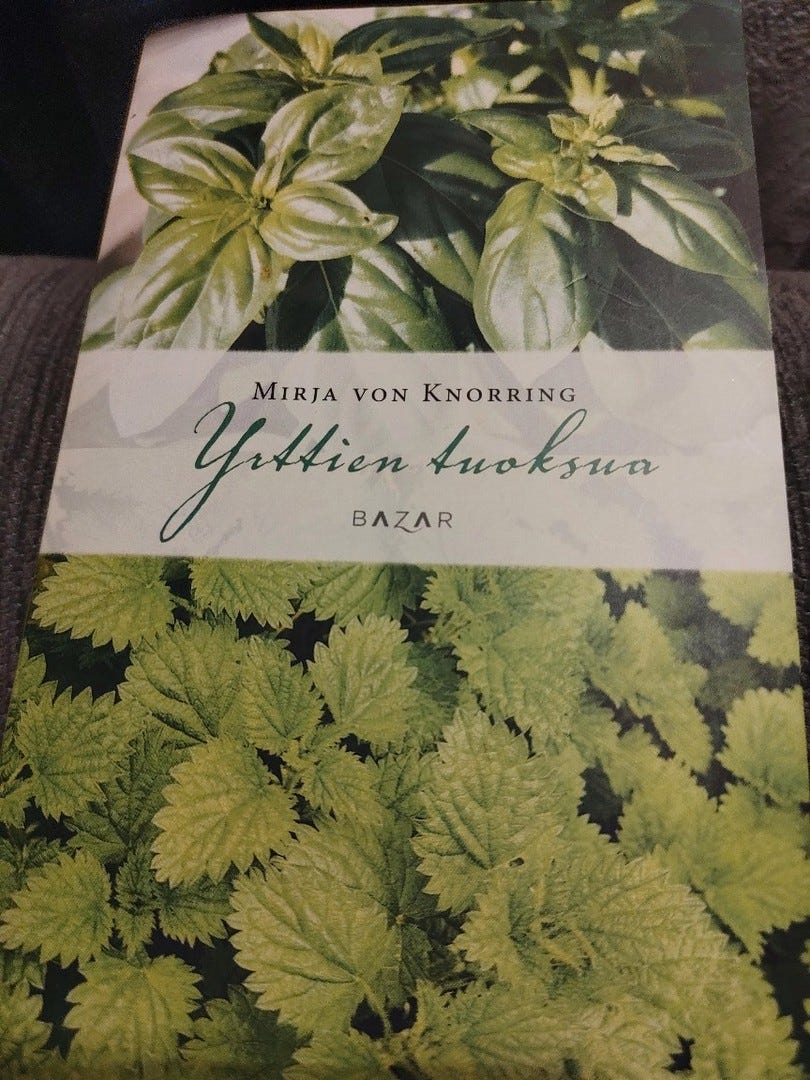 MIRJA VON KNORRING
Yrttien tuoksua
BAZAR